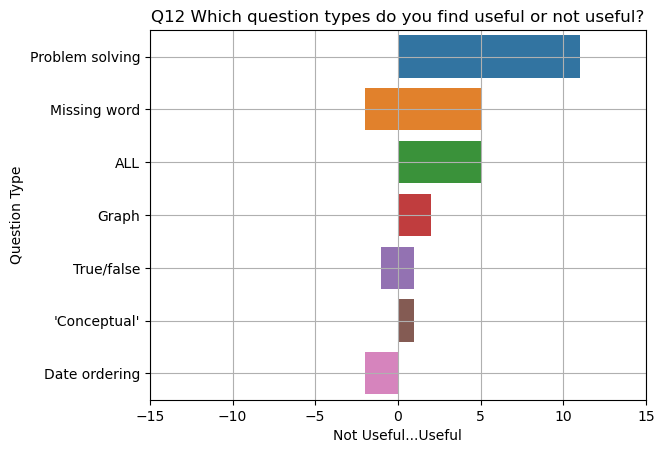 Q12 Which question types do you find useful or not useful?
Problem solving
Missing word
ALL
Graph
True/false
'Conceptual'
Date ordering
Question Type
−15 −10 −5 0 5 10 15
Not Useful...Useful